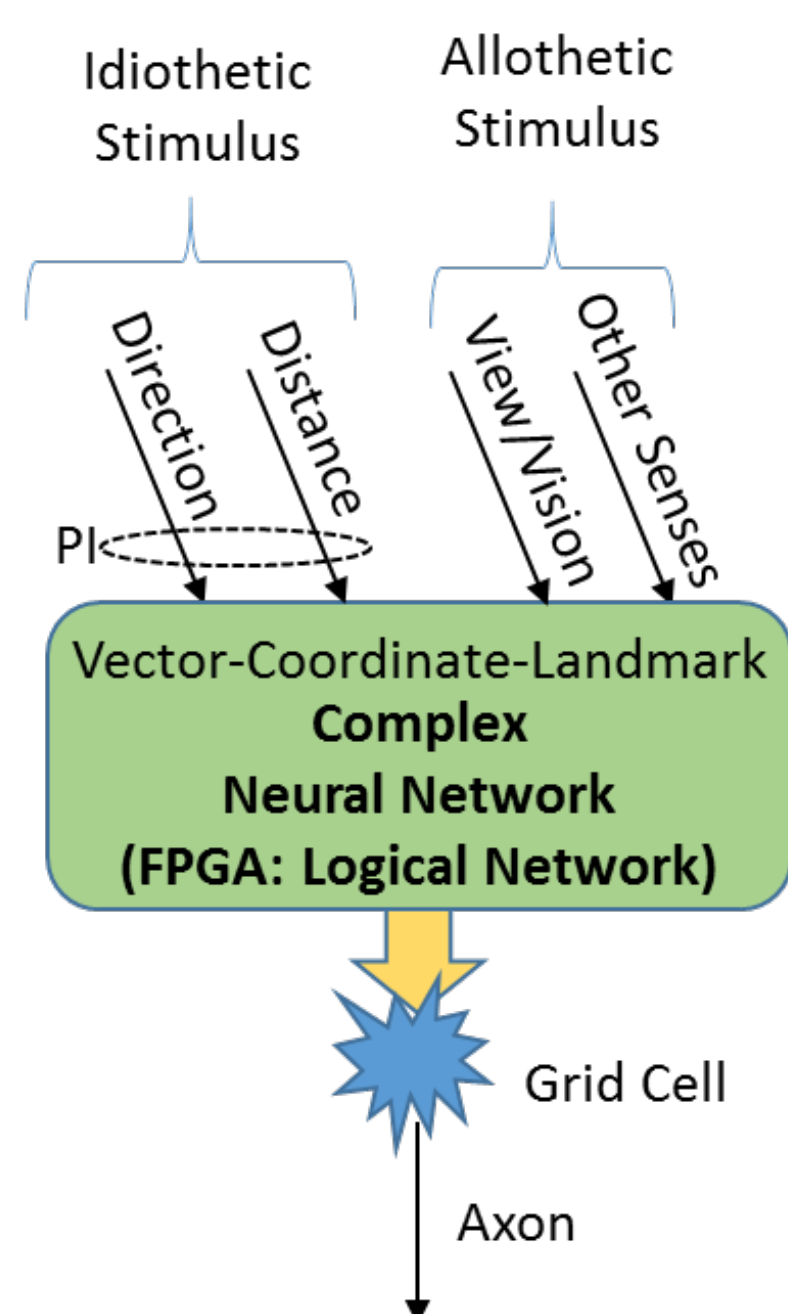 Idiothetic
Stimulus
Allothetic
Stimulus
Direction
Distance
View/Vision
Other Senses
PI
Vector-Coordinate-Landmark
Complex
Neural Network
(FPGA: Logical Network)
Grid Cell
Axon